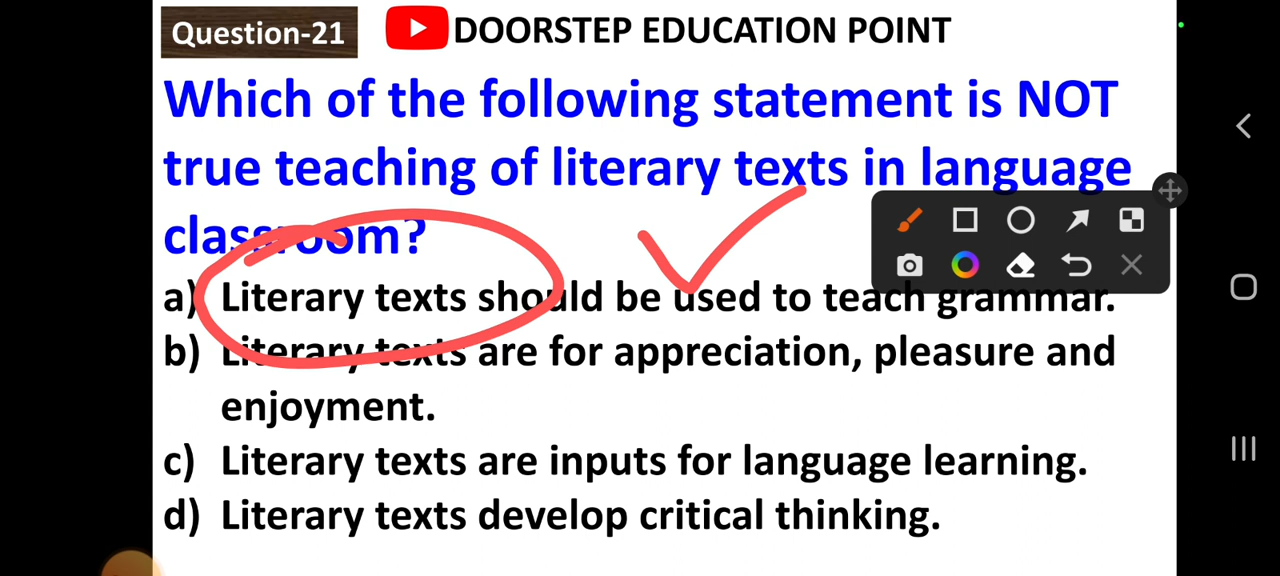 Question-21 DOORSTEP EDUCATION POINT
Which of the following statement is NOT
true teaching of literary texts in language
classroom?
a) Literary texts should be used to teach grammar.
b) Literary texts are for appreciation, pleasure and
enjoyment.
c) Literary texts are inputs for language learning.
d) Literary texts develop critical thinking.